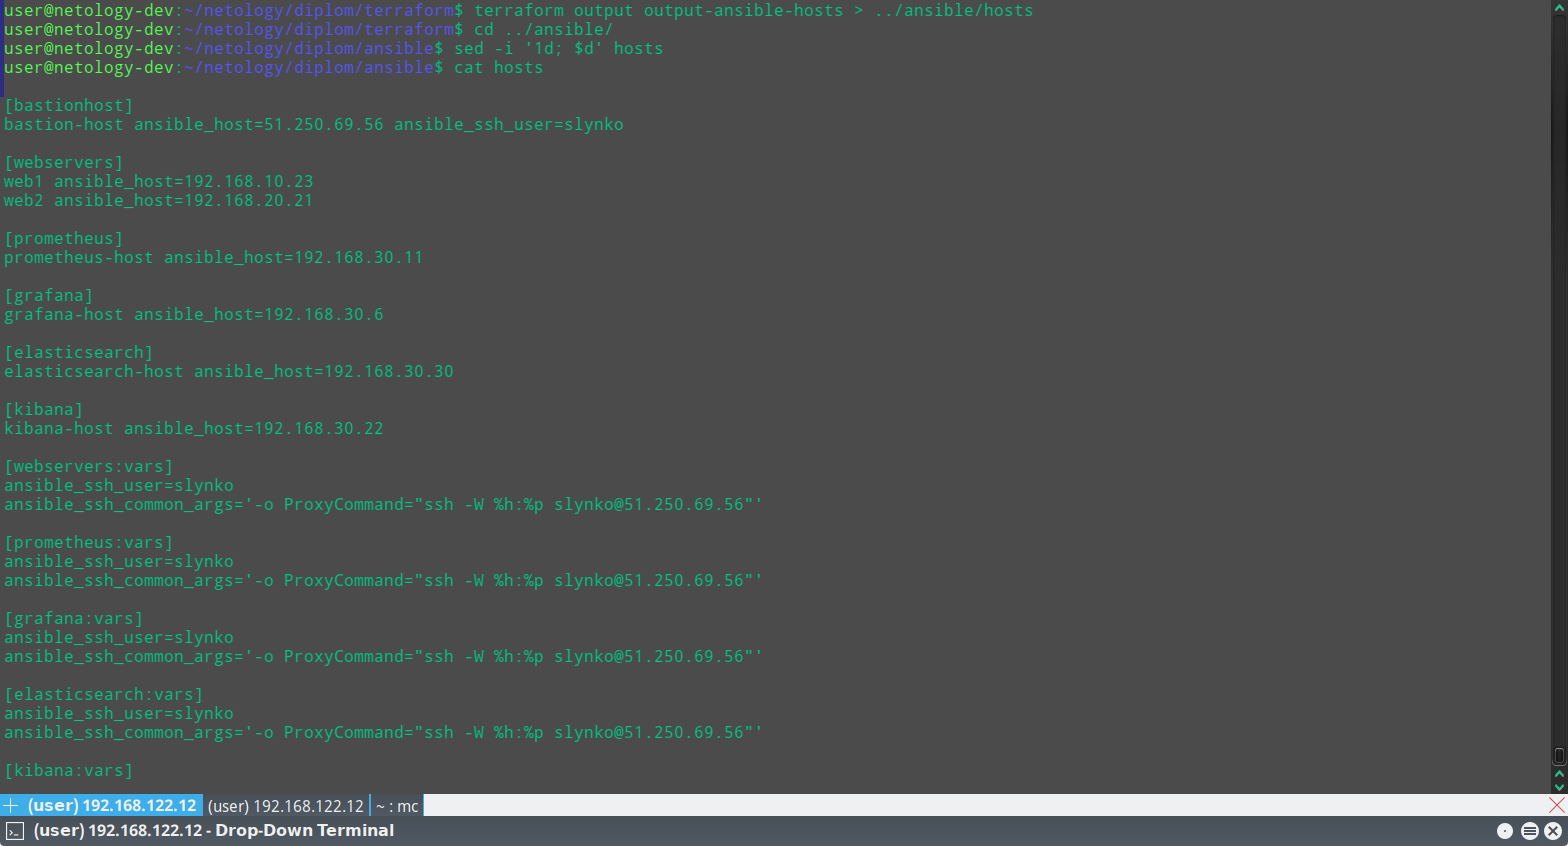 user@netology-dev:~/netology/diplom/terraform$ terraform output output-ansible-hosts > ../ansible/hosts
user@netology-dev:~/netology/diplom/terraform$ cd ../ansible/
user@netology-dev:~/netology/diplom/ansible$ sed -i '1d; $d' hosts
user@netology-dev:~/netology/diplom/ansible$ cat hosts
[bastionhost]
bastion-host ansible_host=51.250.69.56 ansible_ssh_user=slynko
[webservers]
web1 ansible_host=192.168.10.23
web2 ansible_host=192.168.20.21
[prometheus]
prometheus-host ansible_host=192.168.30.11
[grafana]
grafana-host ansible_host=192.168.30.6
[elasticsearch]
elasticsearch-host ansible_host=192.168.30.30
[kibana]
kibana-host ansible_host=192.168.30.22
[webservers:vars]
ansible_ssh_user=slynko
ansible_ssh_common_args='-o ProxyCommand="ssh -W %h:%p slynko@51.250.69.56"'
[prometheus:vars]
ansible_ssh_user=slynko
ansible_ssh_common_args='-o ProxyCommand="ssh -W %h:%p slynko@51.250.69.56"'
[grafana:vars]
ansible_ssh_user=slynko
ansible_ssh_common_args='-o ProxyCommand="ssh -W %h:%p slynko@51.250.69.56"'
[elasticsearch:vars]
ansible_ssh_user=slynko
ansible_ssh_common_args='-o ProxyCommand="ssh -W %h:%p slynko@51.250.69.56"'
[kibana:vars]
(user) 192.168.122.12 (user) 192.168.122.12 ~ : mc
(user) 192.168.122.12 - Drop-Down Terminal